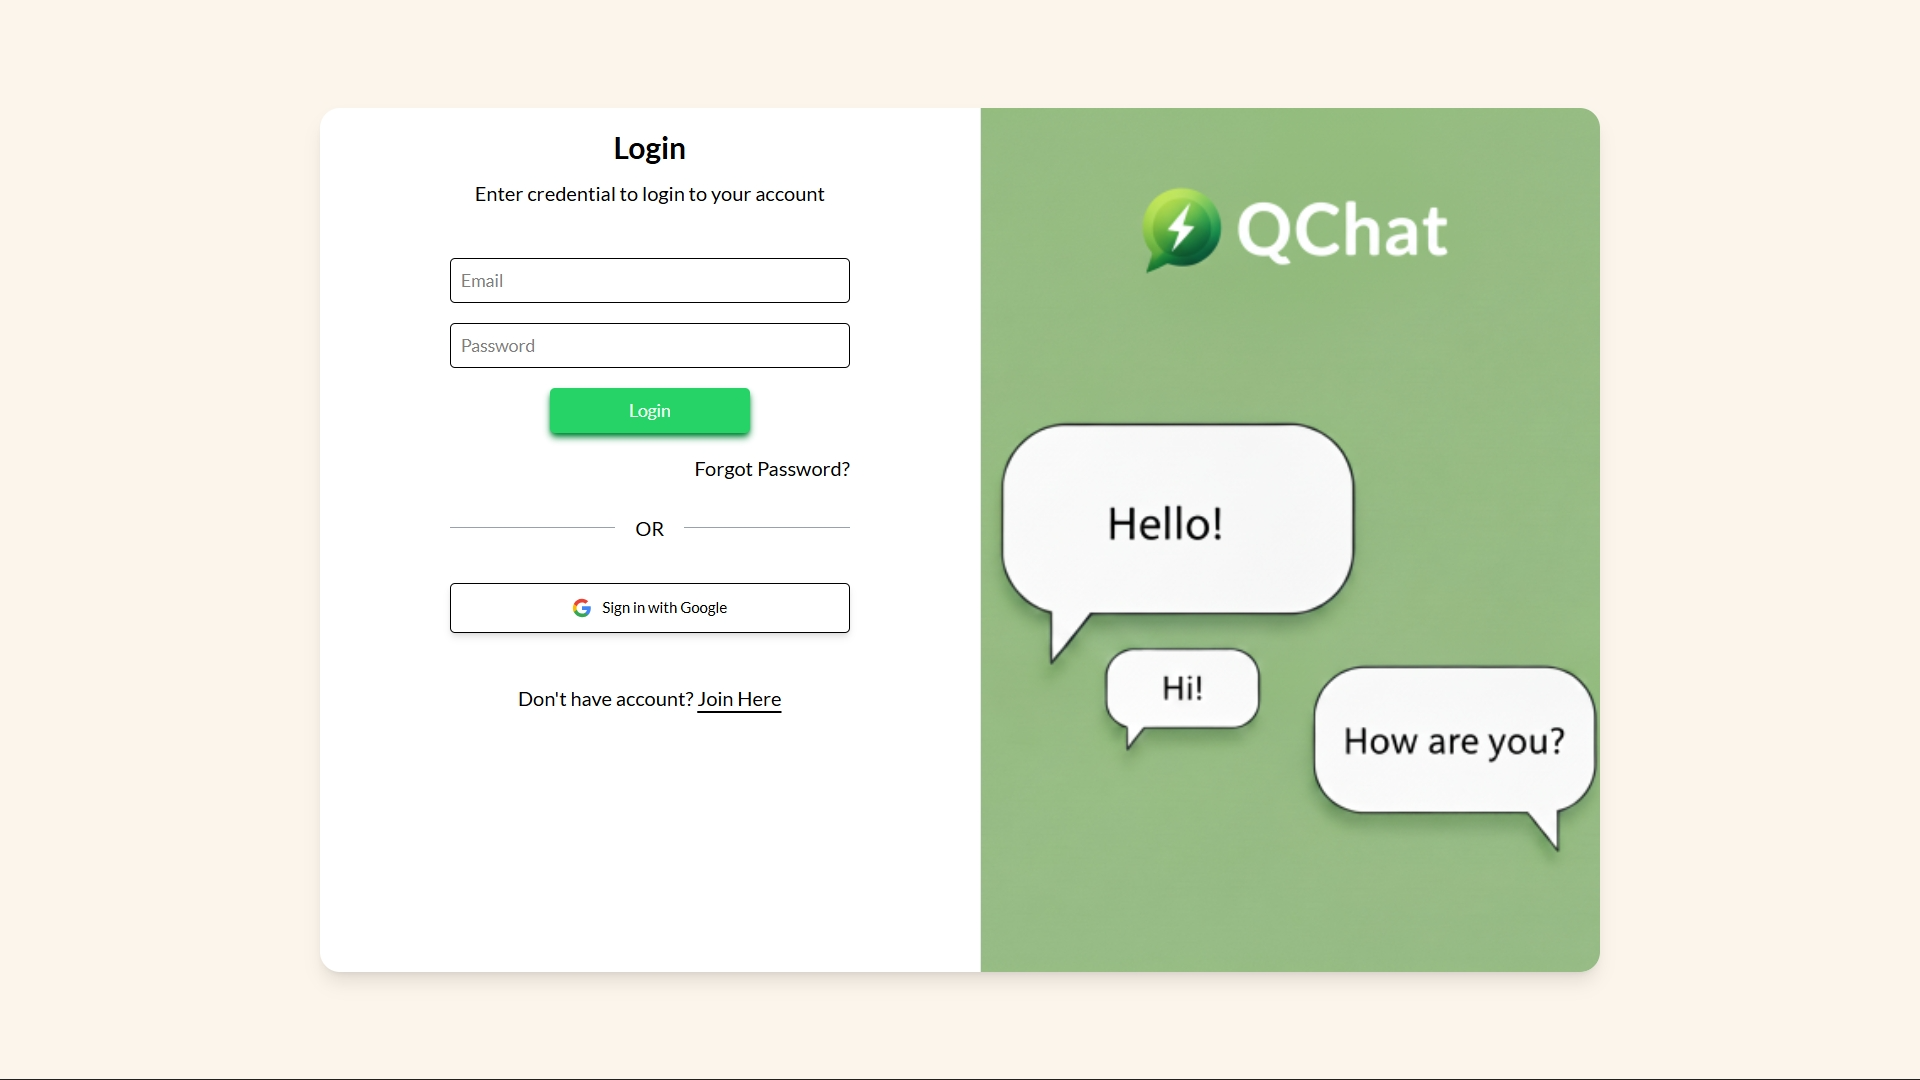 Login
Enter credential to login to your account
Email
Password
Login
Forgot Password?
OR
Sign in with Google
Don't have account? Join Here
QChat
Hello!
Hi!
How are you?